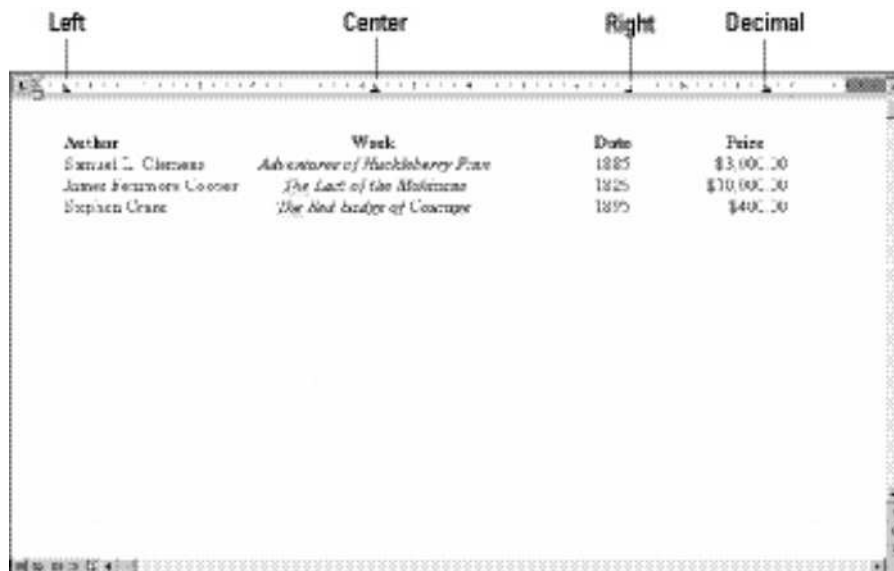 Left Center Right Decimal
Author Work Date Price
Samuel L. Clemens Adventures of Huckleberry Finn 1885 $3,000.00
James Fenimore Cooper The Last of the Mohicans 1826 $10,000.00
Stephen Crane The Red Badge of Courage 1895 $400.00